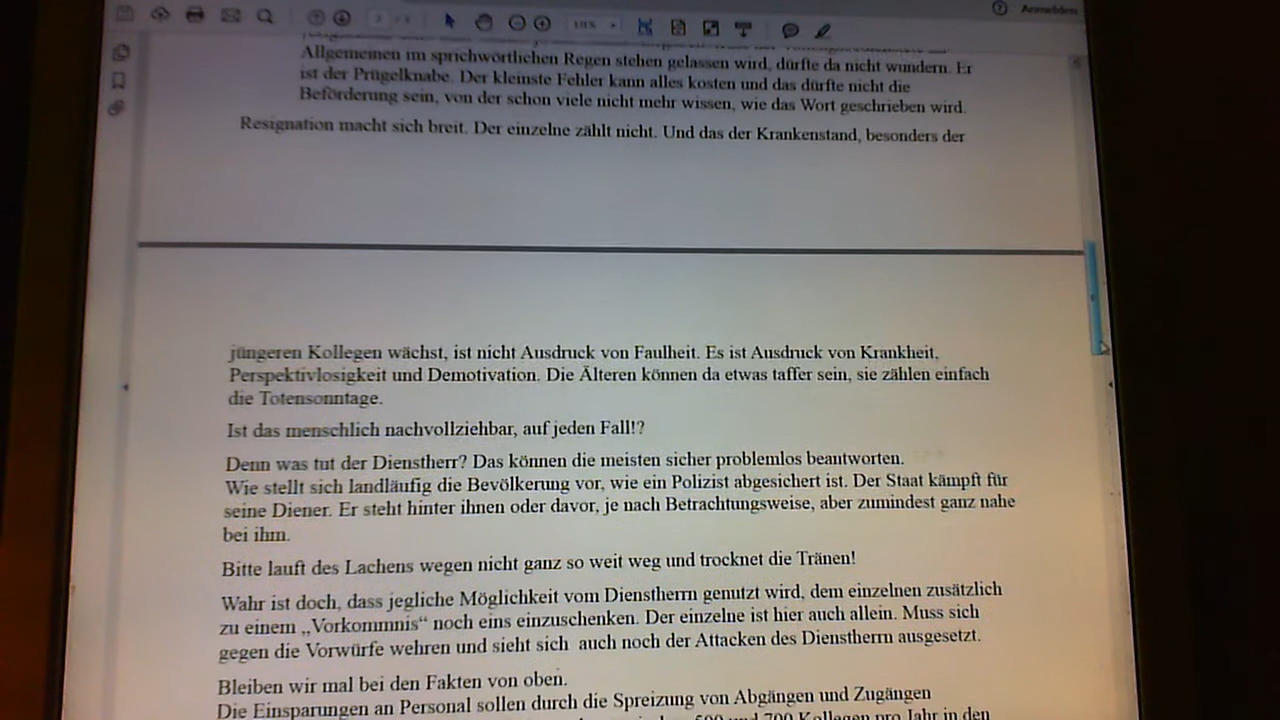 Anmelden
Allgemeinen im sprichwörtlichen Regen stehen gelassen wird, dürfte da nicht wundern. Er
ist der Prügelknabe. Der kleinste Fehler kann alles kosten und das dürfte nicht die
Beförderung sein, von der schon viele nicht mehr wissen, wie das Wort geschrieben wird.
Resignation macht sich breit. Der einzelne zählt nicht. Und das der Krankenstand, besonders der
jüngeren Kollegen wächst, ist nicht Ausdruck von Faulheit. Es ist Ausdruck von Krankheit,
Perspektivlosigkeit und Demotivation. Die Älteren können da etwas taffer sein, sie zählen einfach
die Totensonntage.
Ist das menschlich nachvollziehbar, auf jeden Fall!?
Denn was tut der Dienstherr? Das können die meisten sicher problemlos beantworten.
Wie stellt sich landläufig die Bevölkerung vor, wie ein Polizist abgesichert ist. Der Staat kämpft für
seine Diener. Er steht hinter ihnen oder davor, je nach Betrachtungsweise, aber zumindest ganz nahe
bei ihm.
Bitte lauft des Lachens wegen nicht ganz so weit weg und trocknet die Tränen!
Wahr ist doch, dass jegliche Möglichkeit vom Dienstherrn genutzt wird, dem einzelnen zusätzlich
zu einem „Vorkommnis“ noch eins einzuschenken. Der einzelne ist hier auch allein. Muss sich
gegen die Vorwürfe wehren und sieht sich auch noch der Attacken des Dienstherrn ausgesetzt.
Bleiben wir mal bei den Fakten von oben.
Die Einsparungen an Personal sollen durch die Spreizung von Abgängen und Zugängen
500 und 700 Kollegen pro Jahr in den